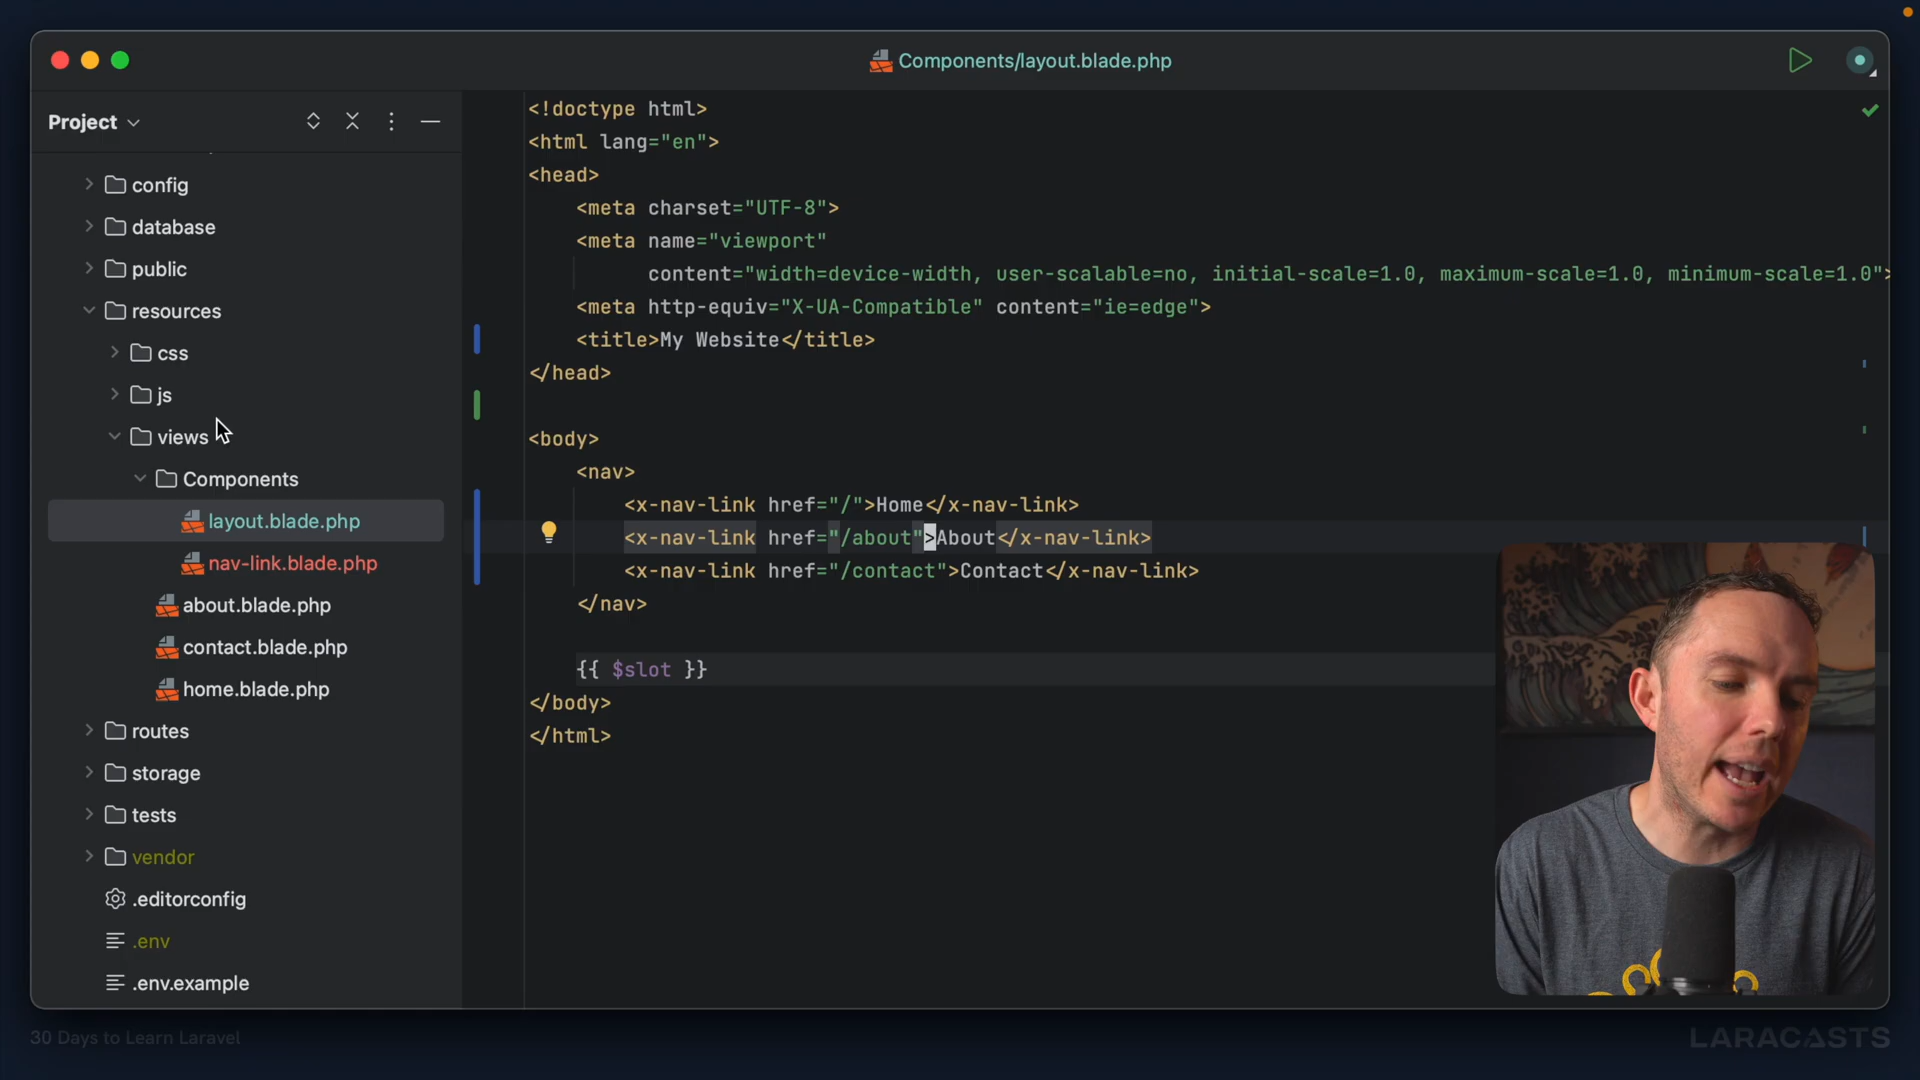 Components/layout.blade.php
Project
config
database
public
resources
css
js
views
Components
layout.blade.php
nav-link.blade.php
about.blade.php
contact.blade.php
home.blade.php
routes
storage
tests
vendor
.editorconfig
.env
.env.example
<!doctype html>
<html lang="en">
<head>
<meta charset="UTF-8">
<meta name="viewport"
content="width=device-width, user-scalable=no, initial-scale=1.0, maximum-scale=1.0, minimum-scale=1.0">
<meta http-equiv="X-UA-Compatible" content="ie=edge">
<title>My Website</title>
</head>
<body>
<nav>
<x-nav-link href="/">Home</x-nav-link>
<x-nav-link href="/about">About</x-nav-link>
<x-nav-link href="/contact">Contact</x-nav-link>
</nav>
{{ $slot }}
</body>
</html>
30 Days to Learn Laravel
LARACASTS